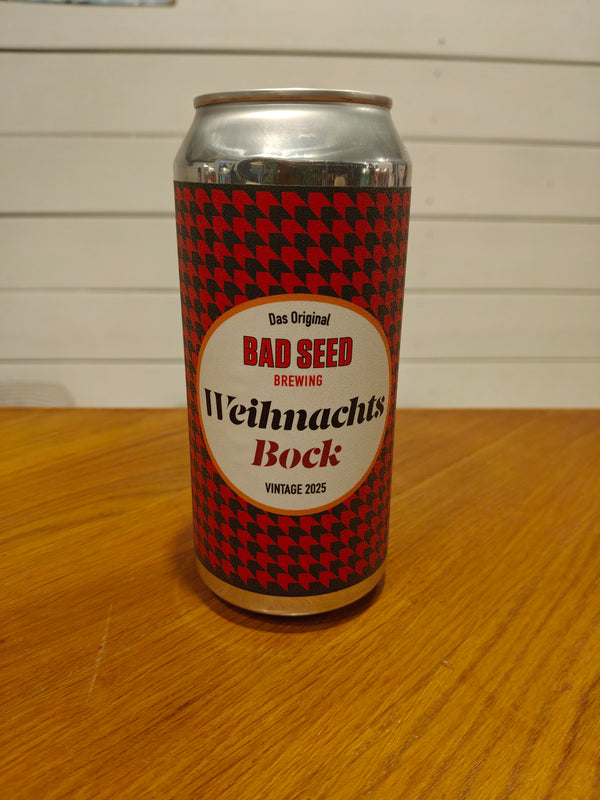 Das Original
BAD SEED
BREWING
Weihnachts
Bock
VINTAGE 2025